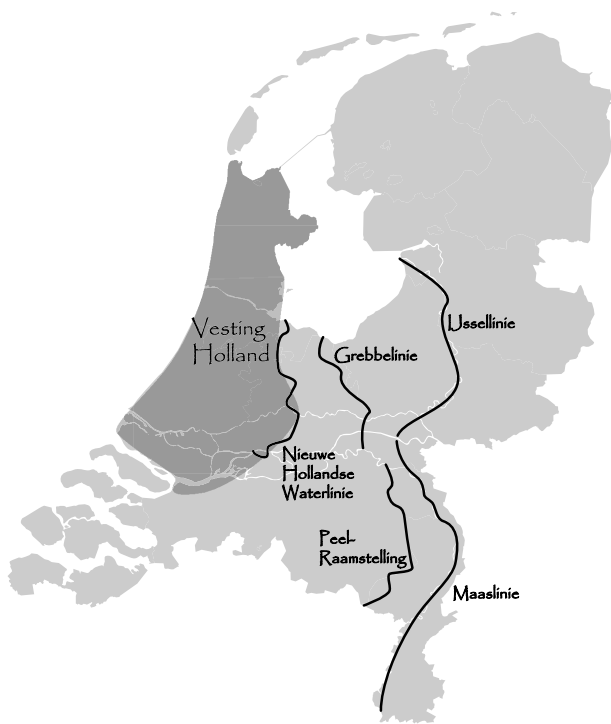 Vesting
Holland
IJssellinie
Grebbelinie
Nieuwe
Hollandse
Waterlinie
Peel-
Raamstelling
Maaslinie